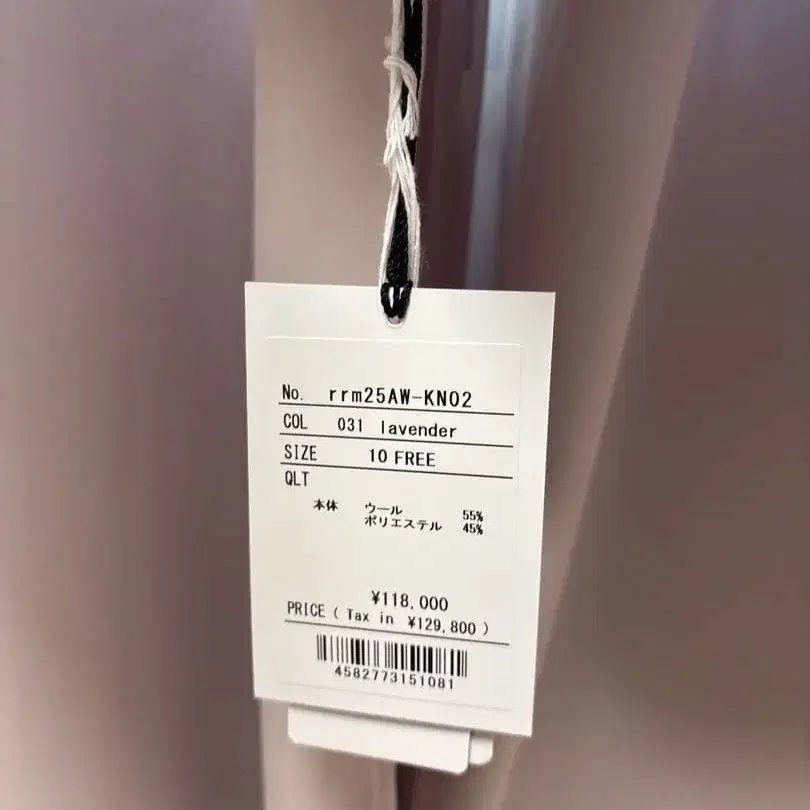 No. rrm25AW-KN02
COL 031 lavender
SIZE 10 FREE
QLT
本体 ウール 55%
ポリエステル 45%
¥118,000
PRICE ( Tax in ¥129,800 )
4582773151081